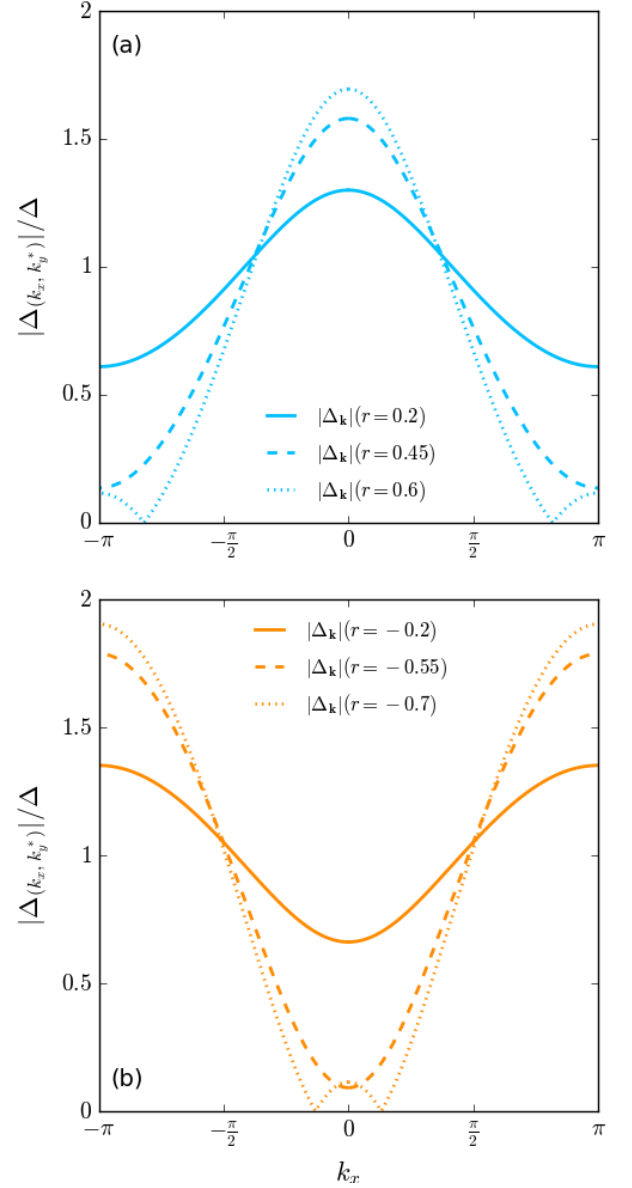 2
(a)
1.5
|Δ(kₓ, k_y*)|/Δ
1
0.5
|Δ𝐤|(r = 0.2)
|Δ𝐤|(r = 0.45)
|Δ𝐤|(r = 0.6)
0
−π
−π/2
0
π/2
π
2
|Δ𝐤|(r = −0.2)
|Δ𝐤|(r = −0.55)
|Δ𝐤|(r = −0.7)
1.5
|Δ(kₓ, k_y*)|/Δ
1
0.5
(b)
0
−π
−π/2
0
π/2
π
kₓ